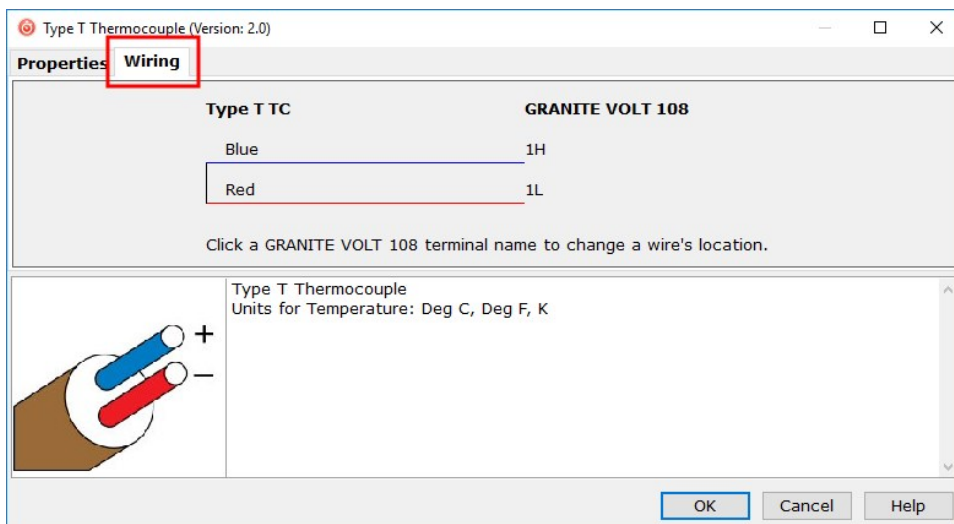 Type T Thermocouple (Version: 2.0)
Properties Wiring
Type T TC GRANITE VOLT 108
Blue 1H
Red 1L
Click a GRANITE VOLT 108 terminal name to change a wire's location.
Type T Thermocouple
Units for Temperature: Deg C, Deg F, K
+
−
OK Cancel Help